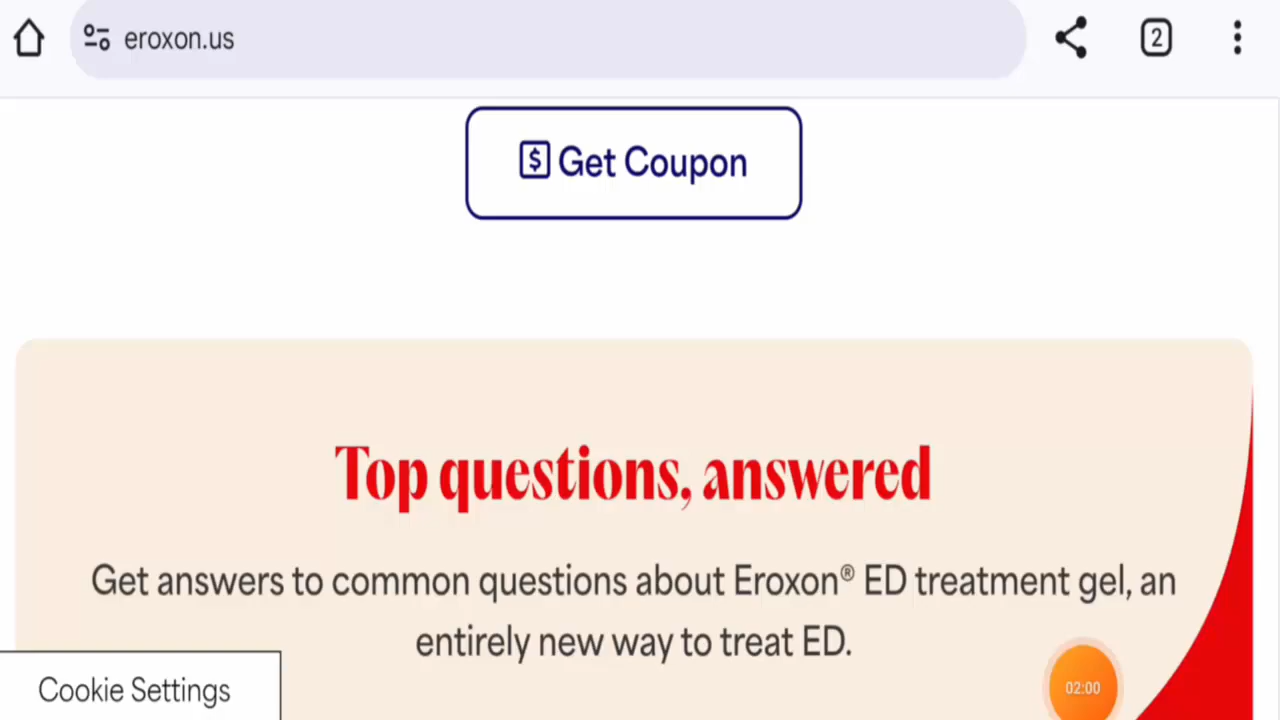 eroxon.us
2
$ Get Coupon
Top questions, answered
Get answers to common questions about Eroxon® ED treatment gel, an
entirely new way to treat ED.
Cookie Settings
02:00